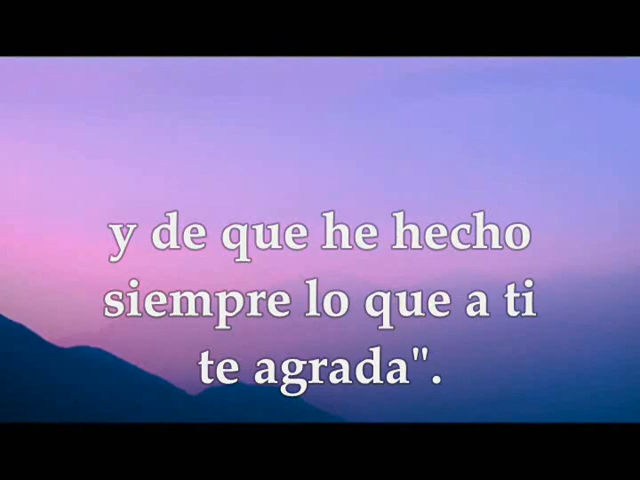 y de que he hecho
siempre lo que a ti
te agrada".